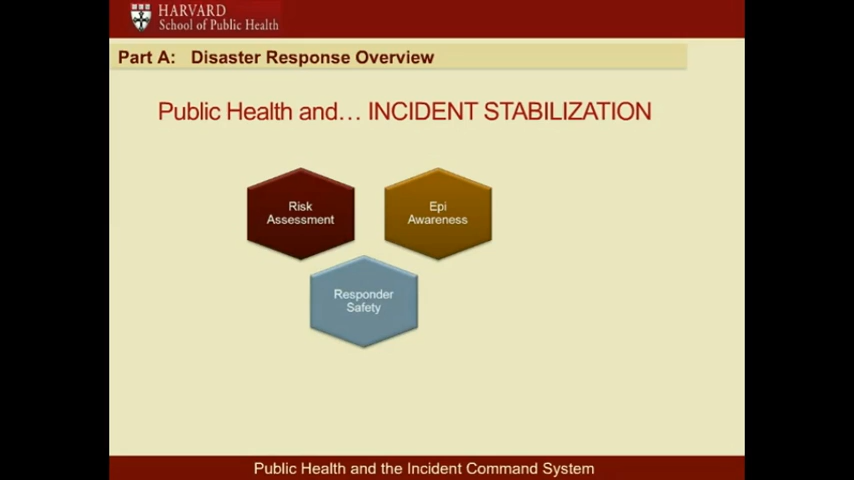 HARVARD
School of Public Health
Part A: Disaster Response Overview
Public Health and… INCIDENT STABILIZATION
Risk
Assessment
Epi
Awareness
Responder
Safety
Public Health and the Incident Command System